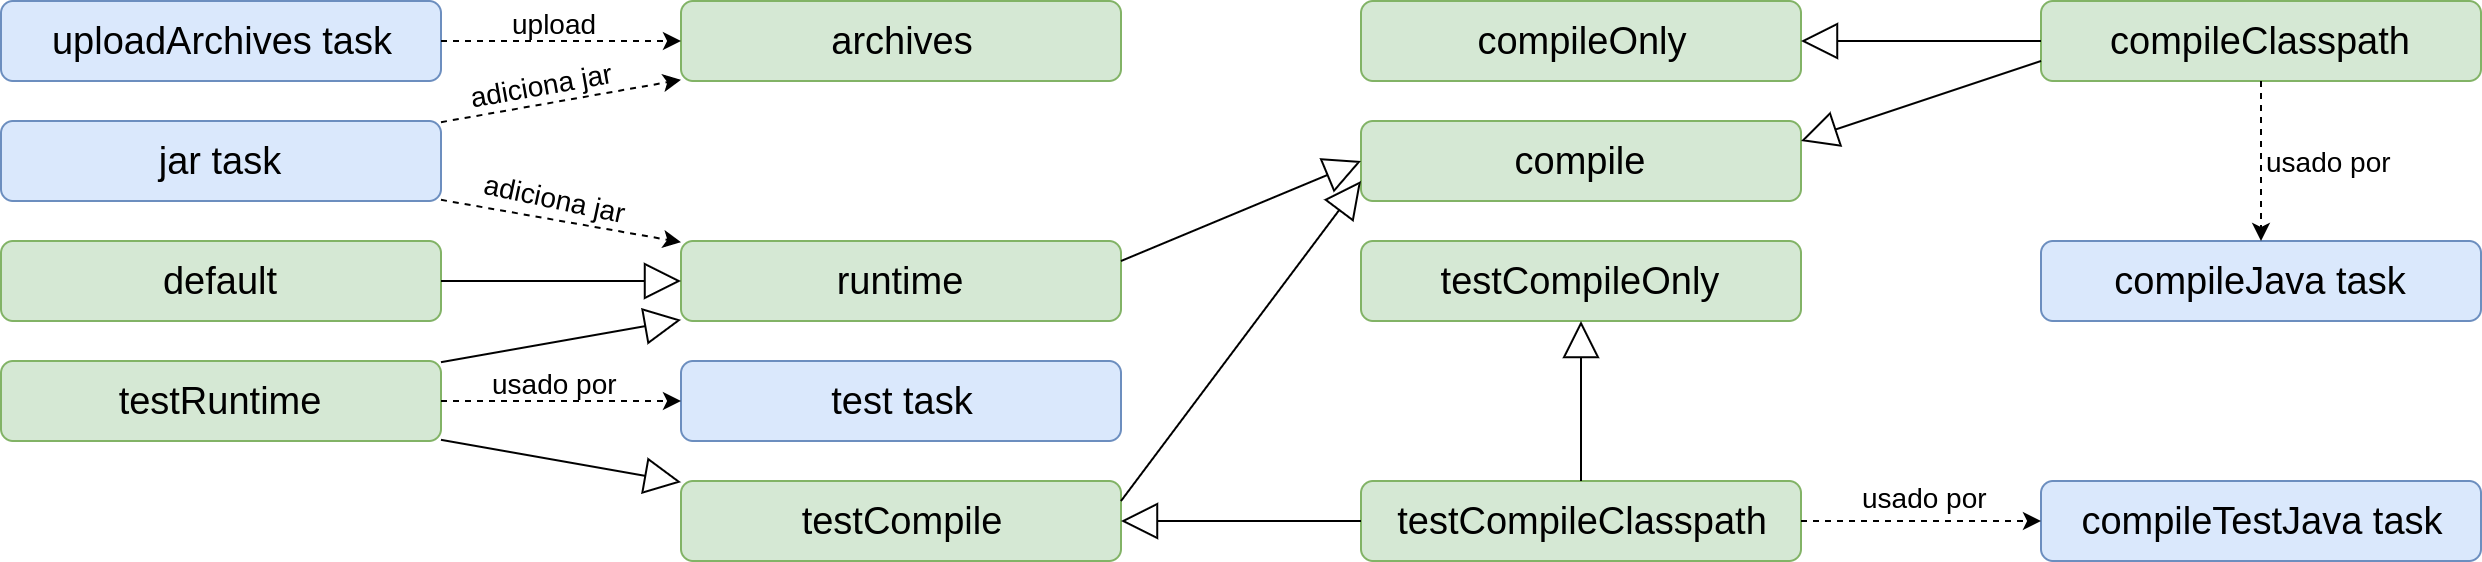 uploadArchives task
upload
archives
compileOnly
compileClasspath
adiciona jar
jar task
compile
usado por
adiciona jar
default
runtime
testCompileOnly
compileJava task
testRuntime
usado por
test task
testCompile
testCompileClasspath
usado por
compileTestJava task